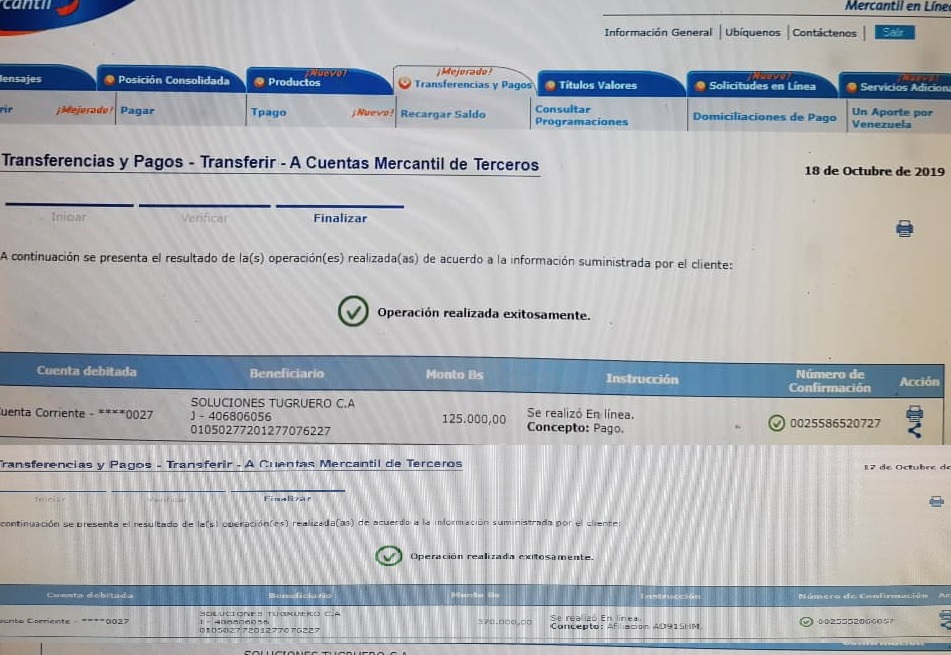 Mercantil en Líne
Información General | Ubíquenos | Contáctenos | Salir
ensajes Posición Consolidada ¡Nuevo! Productos ¡Mejorado! Transferencias y Pagos Títulos Valores ¡Nuevo! Solicitudes en Línea ¡Nuevo! Servicios Adiciona
rir ¡Mejorado! Pagar Tpago ¡Nuevo! Recargar Saldo Consultar Programaciones Domiciliaciones de Pago Un Aporte por Venezuela
Transferencias y Pagos - Transferir - A Cuentas Mercantil de Terceros
18 de Octubre de 2019
Iniciar Verificar Finalizar
A continuación se presenta el resultado de la(s) operación(es) realizada(as) de acuerdo a la información suministrada por el cliente:
Operación realizada exitosamente.
Cuenta debitada Beneficiario Monto Bs Instrucción Número de Confirmación Acción
uenta Corriente - ****0027
SOLUCIONES TUGRUERO C.A
J - 406806056
01050277201277076227
125.000,00
Se realizó En línea.
Concepto: Pago.
0025586520727
Transferencias y Pagos - Transferir - A Cuentas Mercantil de Terceros
17 de Octubre de
Iniciar Verificar Finalizar
continuación se presenta el resultado de la(s) operación(es) realizada(as) de acuerdo a la información suministrada por el cliente:
Operación realizada exitosamente.
Cuenta debitada Beneficiario Monto Bs Instrucción Número de Confirmación Ac
uenta Corriente - ****0027
SOLUCIONES TUGRUERO C.A
J - 406806056
01050277201277076227
370.000,00
Se realizó En línea.
Concepto: Afiliacion AD915HM.
SOLUCIONES TUGRUERO C.A